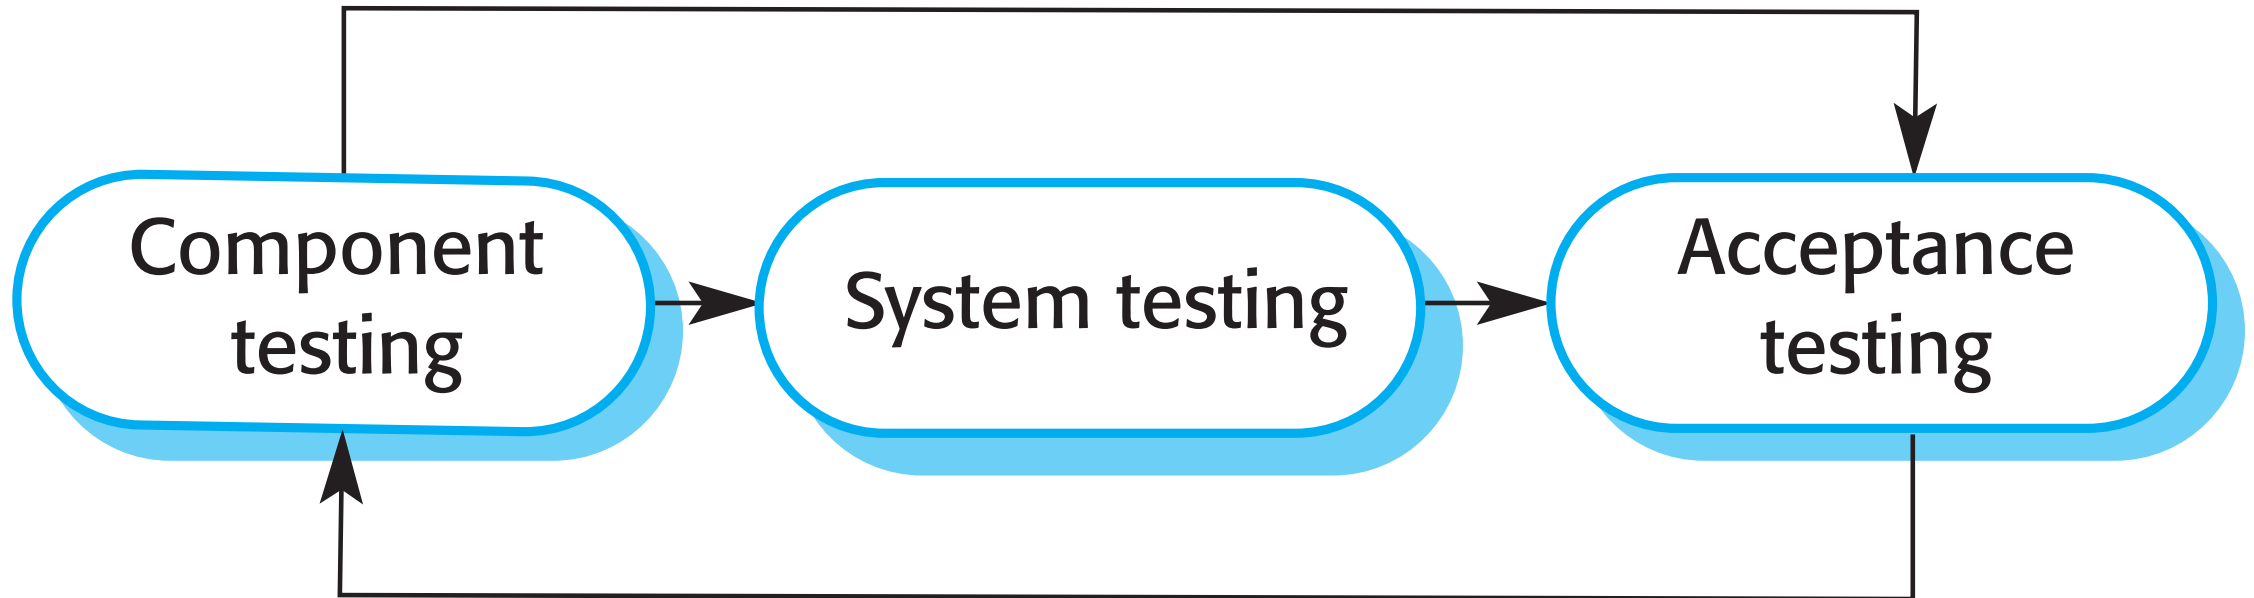 Component
testing
System testing
Acceptance
testing